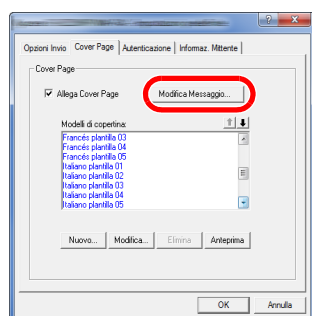 Opzioni Invio Cover Page Autenticazione Informaz. Mittente
Cover Page
Allega Cover Page Modifica Messaggio...
Modelli di copertina:
Francés plantilla 03
Francés plantilla 04
Francés plantilla 05
Italiano plantilla 01
Italiano plantilla 02
Italiano plantilla 03
Italiano plantilla 04
Italiano plantilla 05
Nuovo... Modifica... Elimina Anteprima
OK Annulla